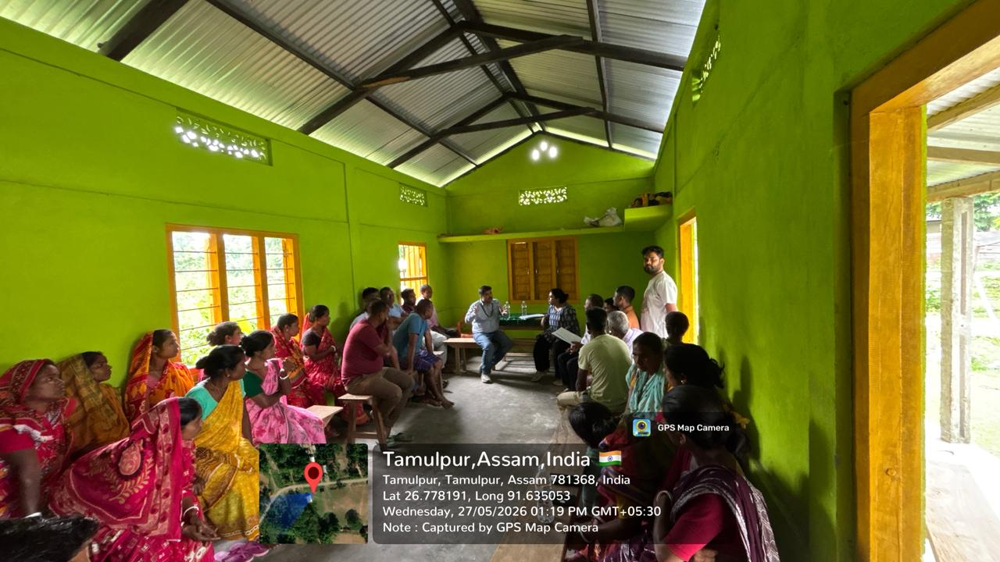 GPS Map Camera
Tamulpur,Assam,India 🇮🇳
Tamulpur, Tamulpur, Assam 781368, India
Lat 26.778191, Long 91.635053
Wednesday, 27/05/2026 01:19 PM GMT+05:30
Note : Captured by GPS Map Camera